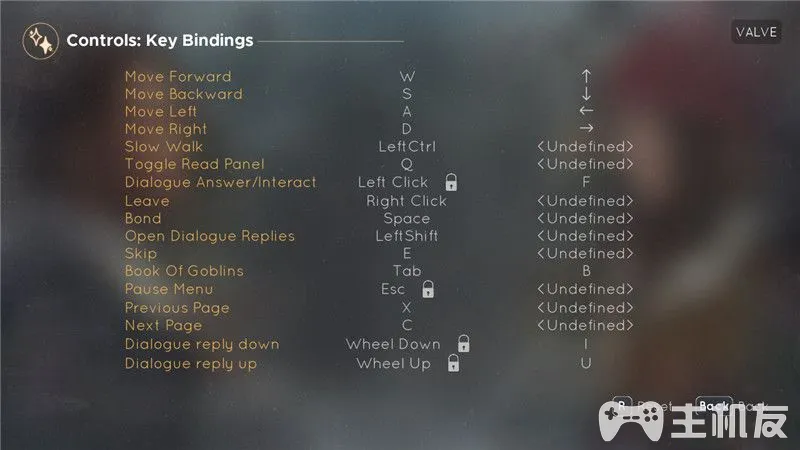 Controls: Key Bindings
VALVE
Move Forward W ↑
Move Backward S ↓
Move Left A ←
Move Right D →
Slow Walk LeftCtrl <Undefined>
Toggle Read Panel Q <Undefined>
Dialogue Answer/Interact Left Click F
Leave Right Click <Undefined>
Bond Space <Undefined>
Open Dialogue Replies LeftShift <Undefined>
Skip E <Undefined>
Book Of Goblins Tab B
Pause Menu Esc <Undefined>
Previous Page X <Undefined>
Next Page C <Undefined>
Dialogue reply down Wheel Down I
Dialogue reply up Wheel Up U
R Reset Back Back
主机友